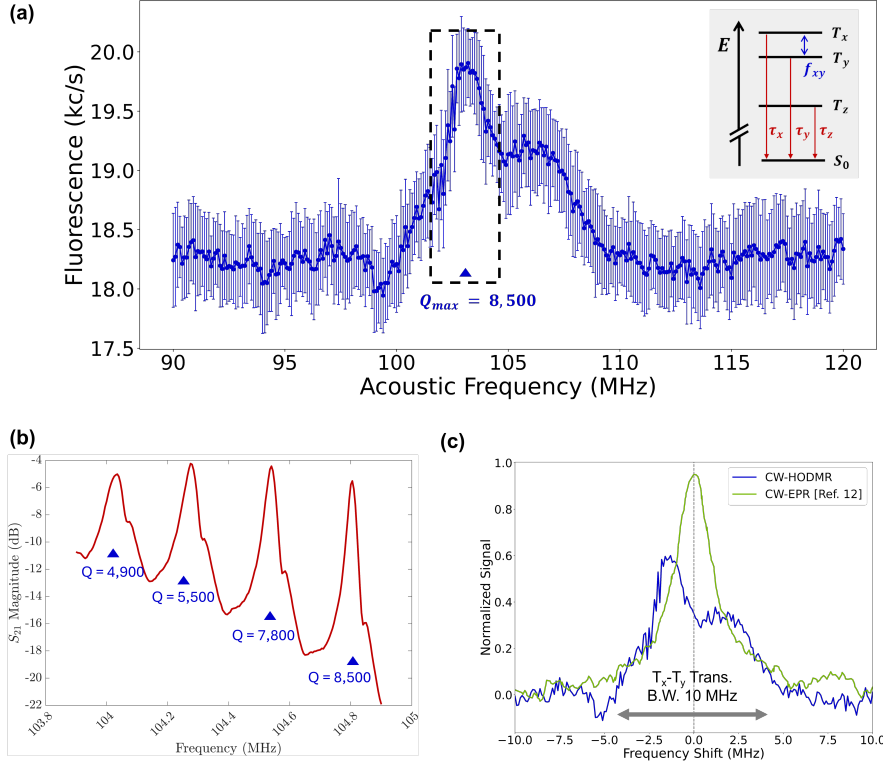 (a)
Fluorescence (kc/s)
20.0
19.5
19.0
18.5
18.0
17.5
90 95 100 105 110 115 120
Acoustic Frequency (MHz)
Q_max = 8,500
E
T_x
T_y
f_xy
T_z
τ_x τ_y τ_z
S_0
(b)
S_21 Magnitude (dB)
-4
-6
-8
-10
-12
-14
-16
-18
-20
-22
Q = 4,900
Q = 5,500
Q = 7,800
Q = 8,500
103.8 104 104.2 104.4 104.6 104.8 105
Frequency (MHz)
(c)
Normalized Signal
1.0
0.8
0.6
0.4
0.2
0.0
CW-HODMR
CW-EPR [Ref. 12]
T_x-T_y Trans.
B.W. 10 MHz
−10.0 −7.5 −5.0 −2.5 0.0 2.5 5.0 7.5 10.0
Frequency Shift (MHz)